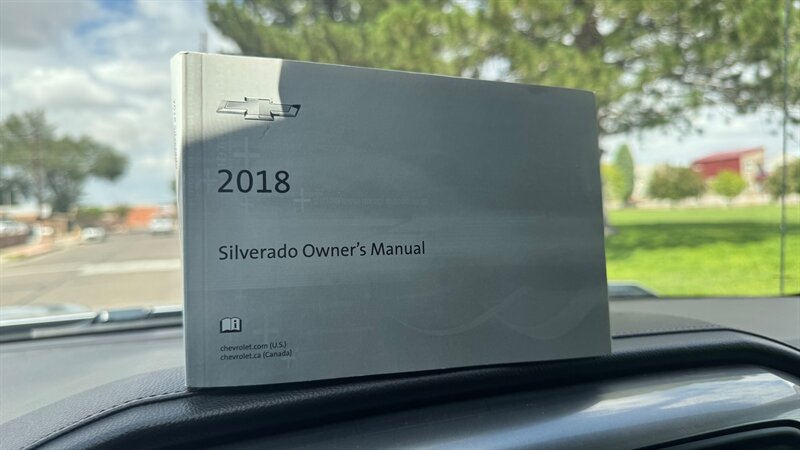 2018
Silverado Owner's Manual
chevrolet.com (U.S.)
chevrolet.ca (Canada)